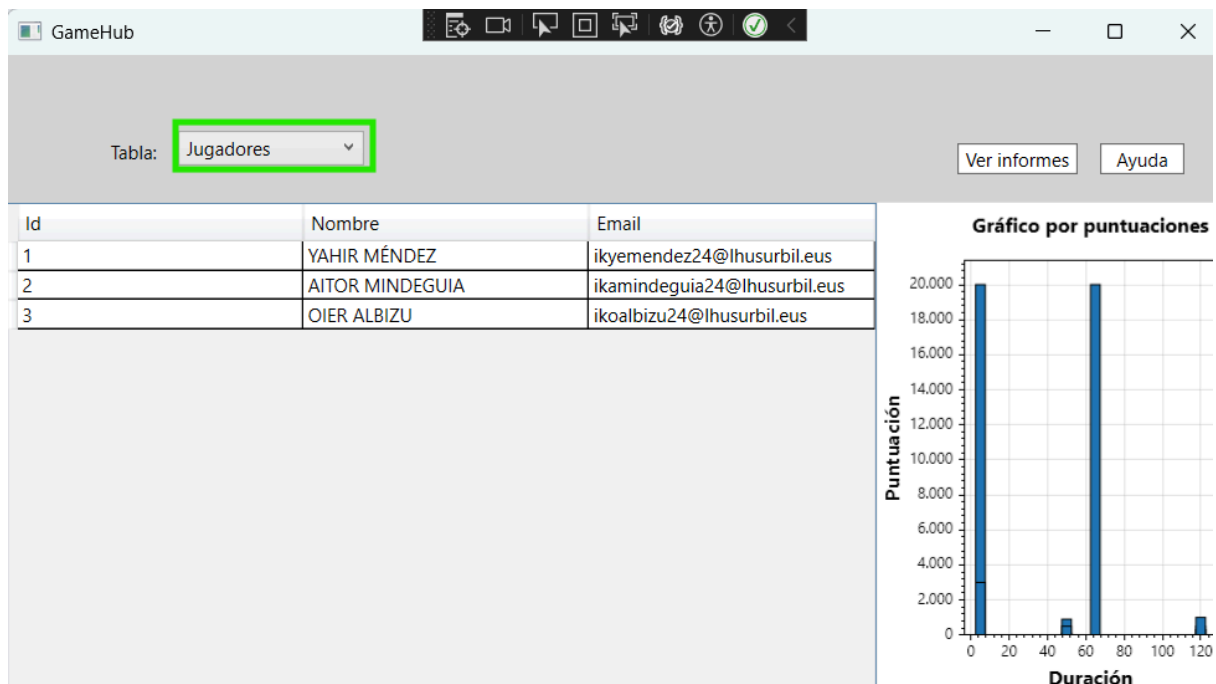 GameHub
Tabla: Jugadores
Ver informes Ayuda
Id Nombre Email
1 YAHIR MÉNDEZ ikyemendez24@lhusurbil.eus
2 AITOR MINDEGUIA ikamindeguia24@lhusurbil.eus
3 OIER ALBIZU ikoalbizu24@lhusurbil.eus
Gráfico por puntuaciones
Puntuación
20.000
18.000
16.000
14.000
12.000
10.000
8.000
6.000
4.000
2.000
0
0 20 40 60 80 100 120
Duración